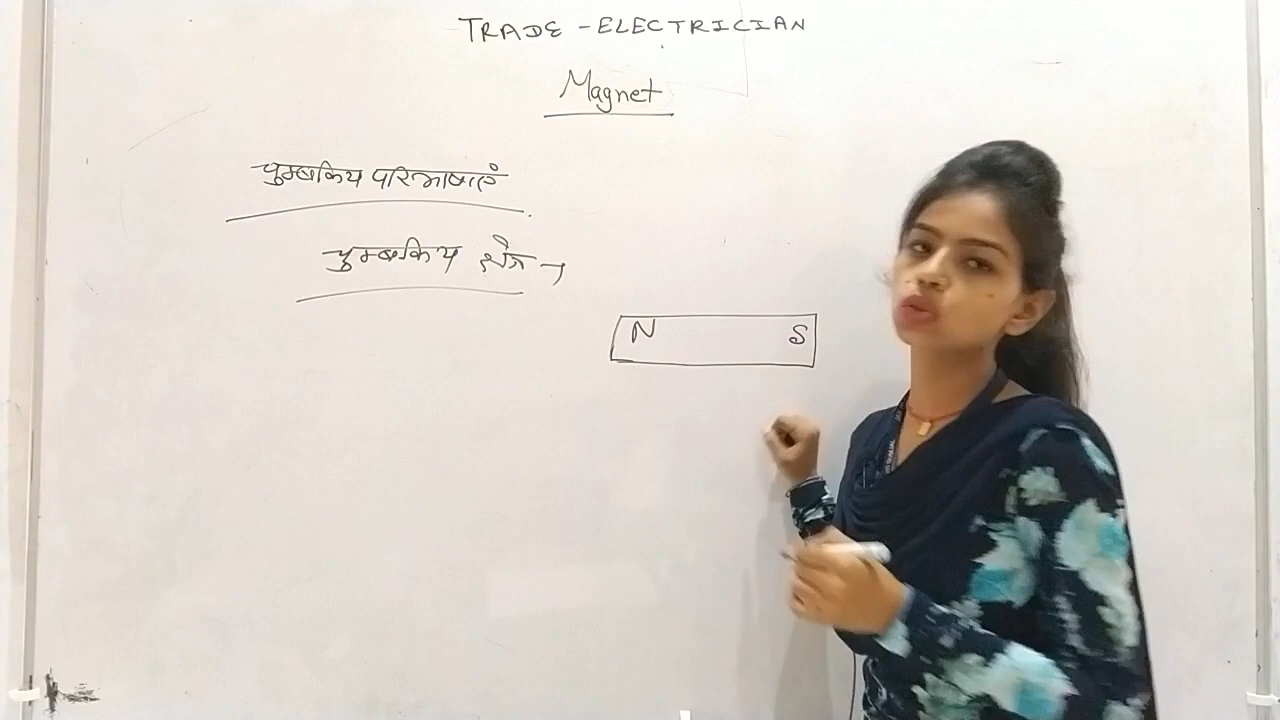 TRADE - ELECTRICIAN
Magnet
चुम्बकिय परिभाषाएं
चुम्बकिय क्षेत्र →
N S